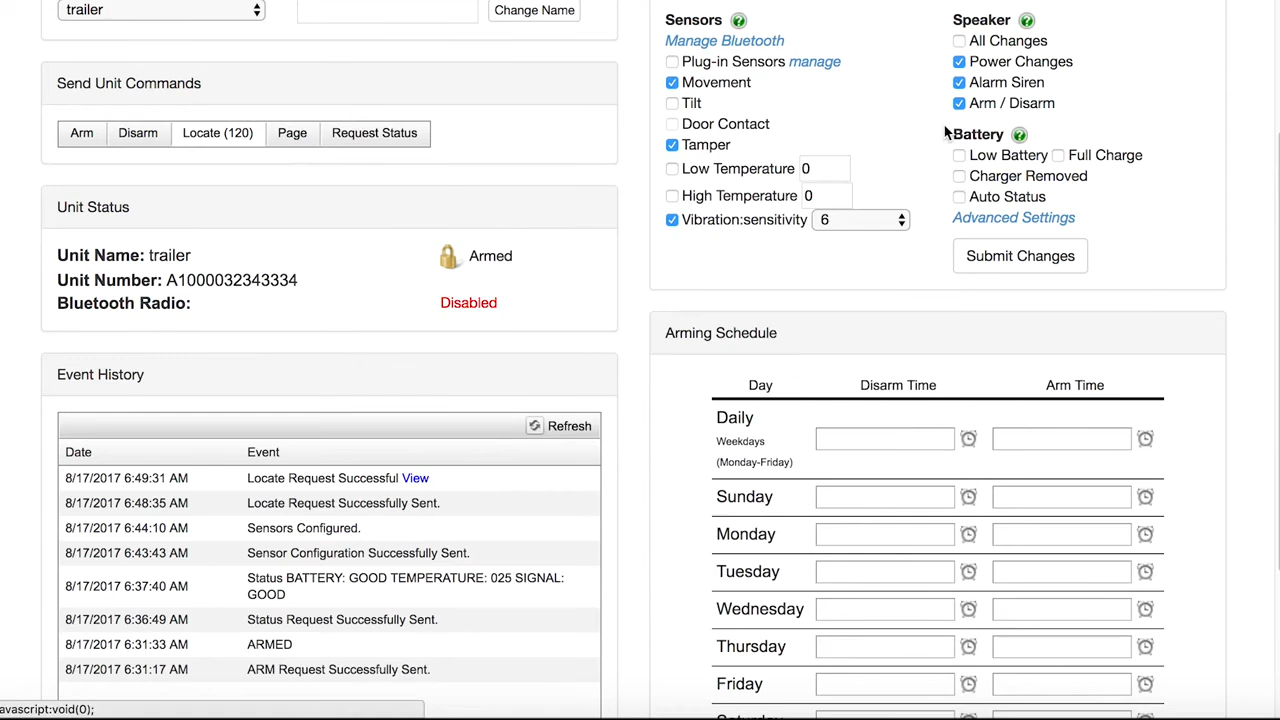 trailer
Change Name
Send Unit Commands
Arm
Disarm
Locate (120)
Page
Request Status
Unit Status
Unit Name: trailer
Armed
Unit Number: A1000032343334
Bluetooth Radio:
Disabled
Event History
Refresh
Date Event
8/17/2017 6:49:31 AM Locate Request Successful View
8/17/2017 6:48:35 AM Locate Request Successfully Sent.
8/17/2017 6:44:10 AM Sensors Configured.
8/17/2017 6:43:43 AM Sensor Configuration Successfully Sent.
8/17/2017 6:37:40 AM Status BATTERY: GOOD TEMPERATURE: 025 SIGNAL:
GOOD
8/17/2017 6:36:49 AM Status Request Successfully Sent.
8/17/2017 6:31:33 AM ARMED
8/17/2017 6:31:17 AM ARM Request Successfully Sent.
avascript:void(0);
Sensors
Manage Bluetooth
Plug-in Sensors manage
Movement
Tilt
Door Contact
Tamper
Low Temperature 0
High Temperature 0
Vibration:sensitivity 6
Speaker
All Changes
Power Changes
Alarm Siren
Arm / Disarm
Battery
Low Battery Full Charge
Charger Removed
Auto Status
Advanced Settings
Submit Changes
Arming Schedule
Day Disarm Time Arm Time
Daily
Weekdays
(Monday-Friday)
Sunday
Monday
Tuesday
Wednesday
Thursday
Friday